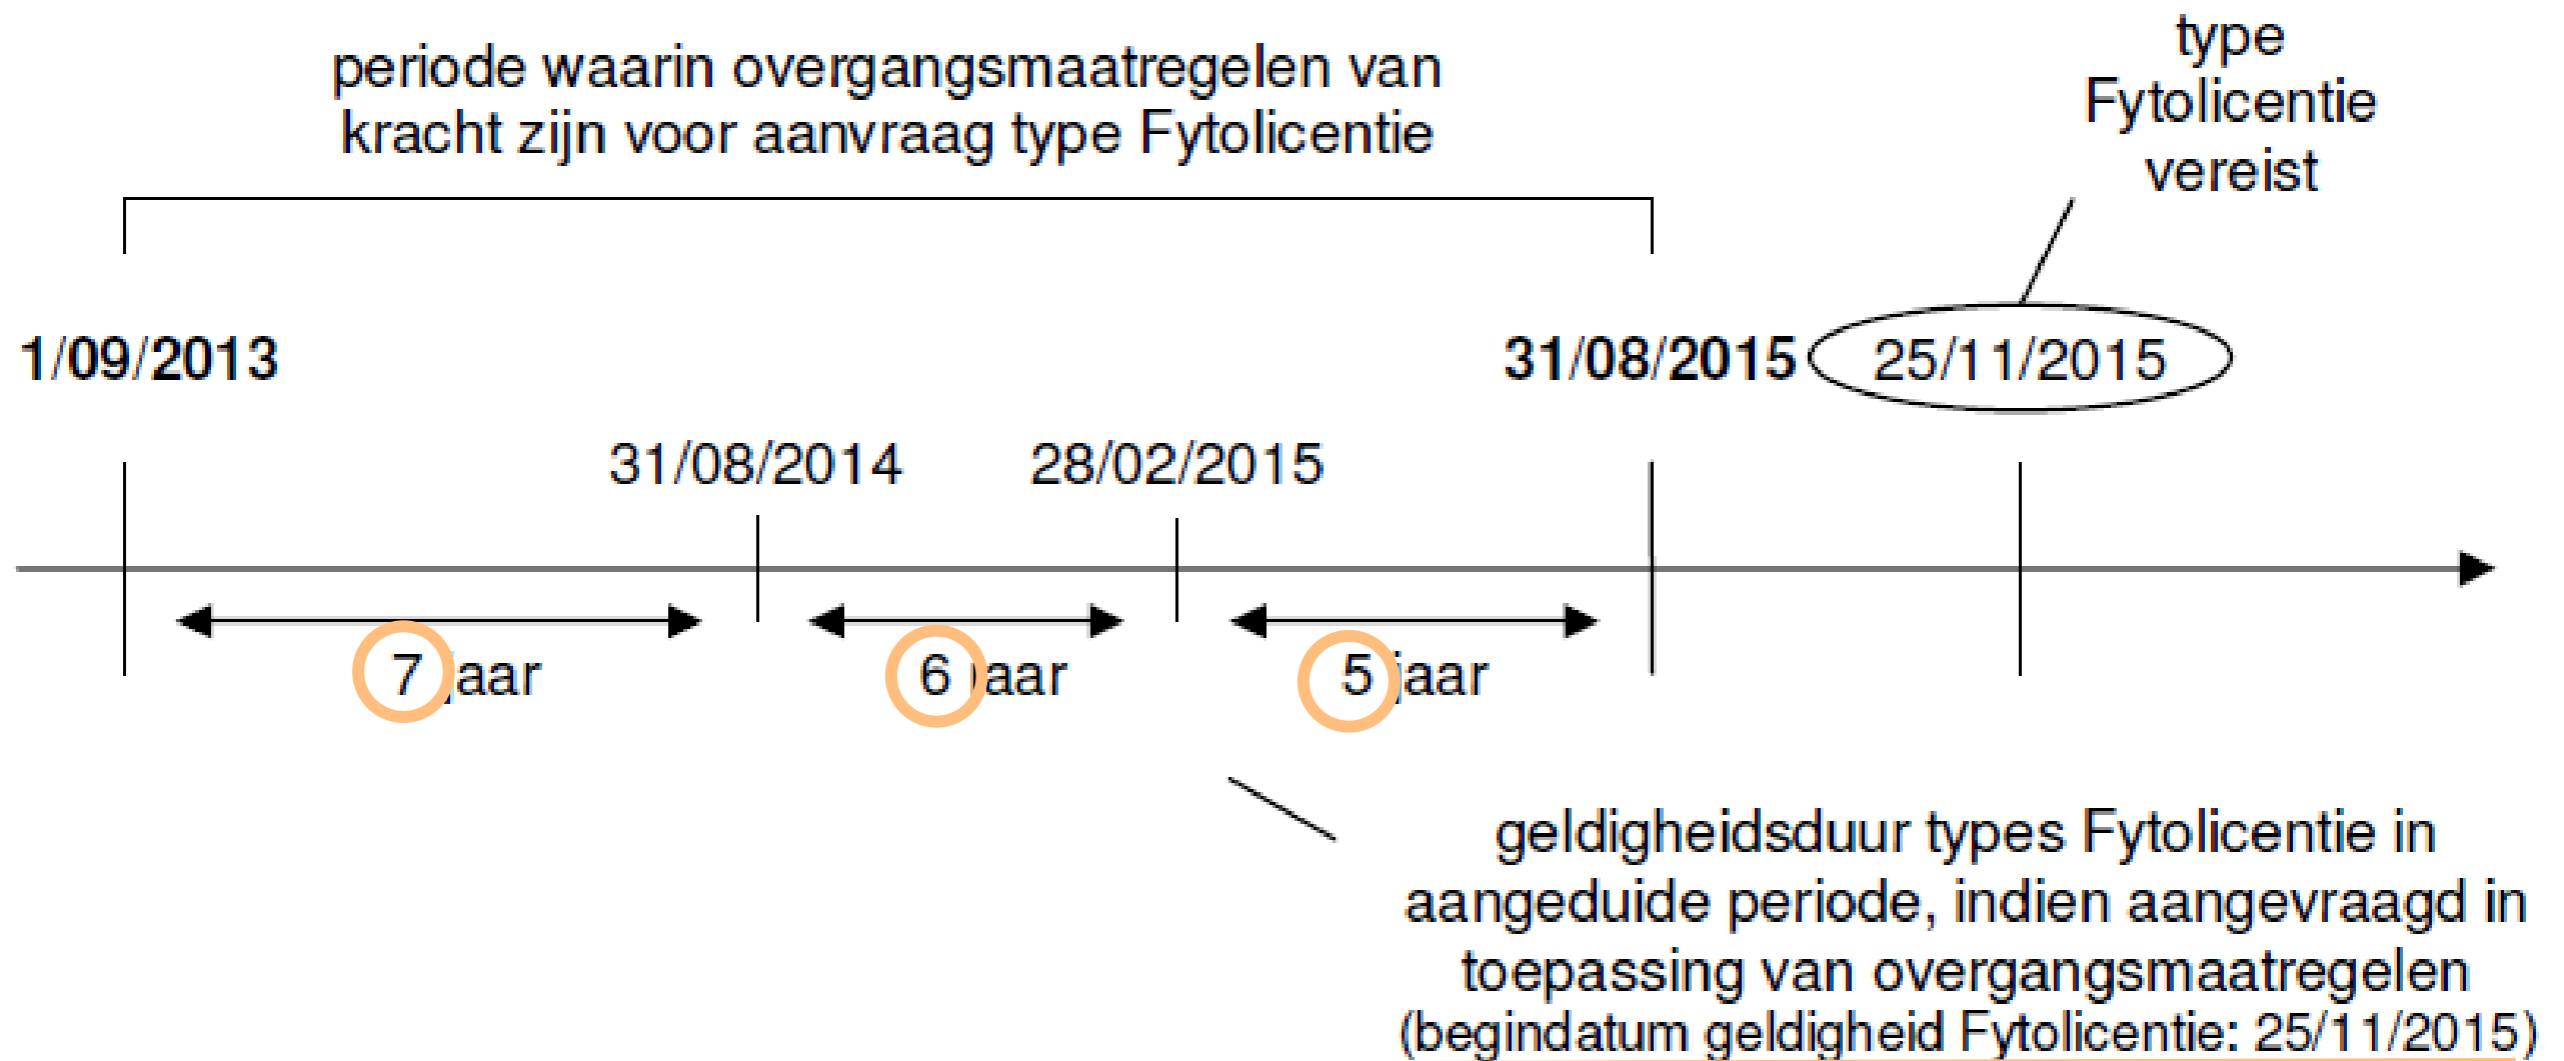 periode waarin overgangsmaatregelen van
kracht zijn voor aanvraag type Fytolicentie
type
Fytolicentie
vereist
1/09/2013
31/08/2015
25/11/2015
31/08/2014
28/02/2015
7 jaar
6 jaar
5 jaar
geldigheidsduur types Fytolicentie in
aangeduide periode, indien aangevraagd in
toepassing van overgangsmaatregelen
(begindatum geldigheid Fytolicentie: 25/11/2015)